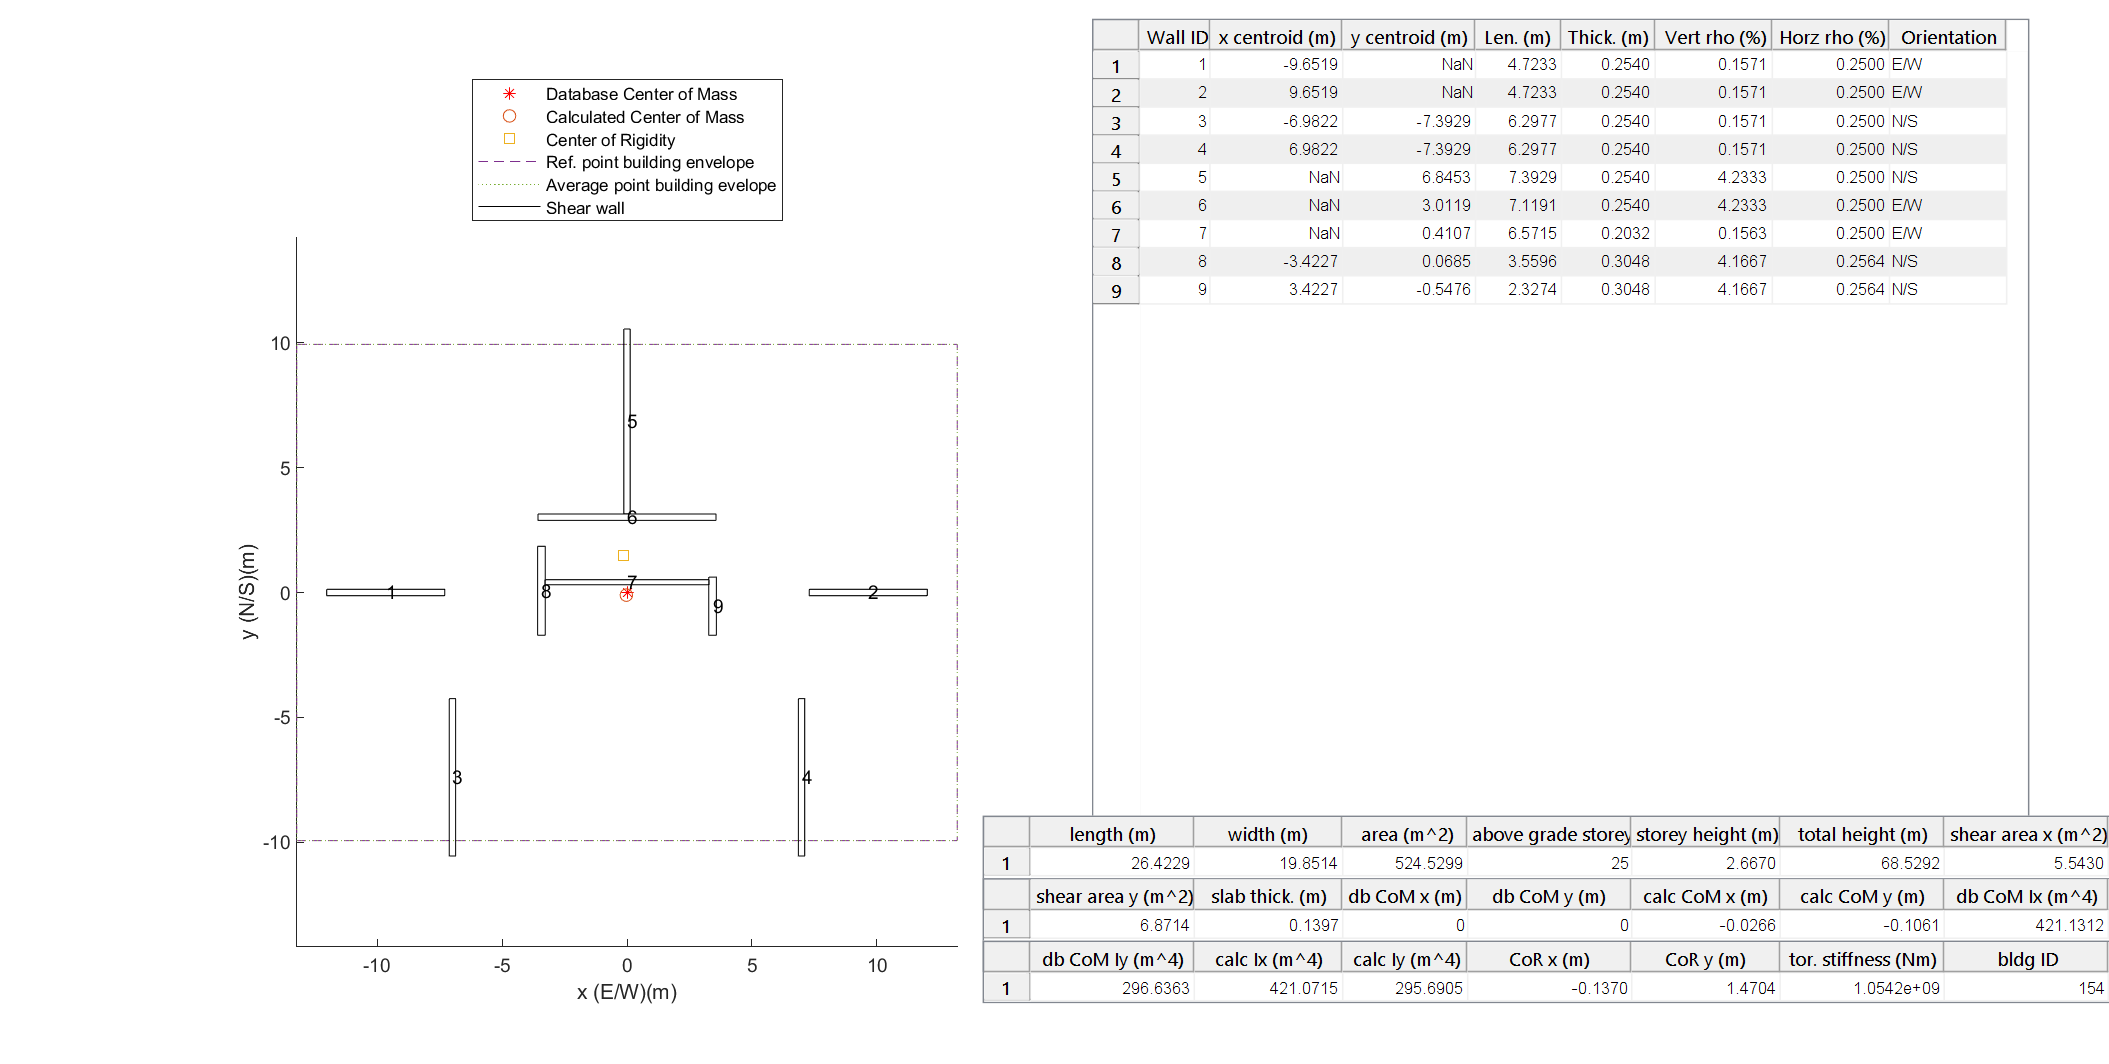 Database Center of Mass
Calculated Center of Mass
Center of Rigidity
Ref. point building envelope
Average point building evelope
Shear wall
10
5
0
-5
-10
y (N/S)(m)
-10 -5 0 5 10
x (E/W)(m)
5
6
7
1 8 9 2
3 4
Wall ID x centroid (m) y centroid (m) Len. (m) Thick. (m) Vert rho (%) Horz rho (%) Orientation
1 1 -9.6519 NaN 4.7233 0.2540 0.1571 0.2500 E/W
2 2 9.6519 NaN 4.7233 0.2540 0.1571 0.2500 E/W
3 3 -6.9822 -7.3929 6.2977 0.2540 0.1571 0.2500 N/S
4 4 6.9822 -7.3929 6.2977 0.2540 0.1571 0.2500 N/S
5 5 NaN 6.8453 7.3929 0.2540 4.2333 0.2500 N/S
6 6 NaN 3.0119 7.1191 0.2540 4.2333 0.2500 E/W
7 7 NaN 0.4107 6.5715 0.2032 0.1563 0.2500 E/W
8 8 -3.4227 0.0685 3.5596 0.3048 4.1667 0.2564 N/S
9 9 3.4227 -0.5476 2.3274 0.3048 4.1667 0.2564 N/S
length (m) width (m) area (m^2) above grade storey storey height (m) total height (m) shear area x (m^2)
1 26.4229 19.8514 524.5299 25 2.6670 68.5292 5.5430
shear area y (m^2) slab thick. (m) db CoM x (m) db CoM y (m) calc CoM x (m) calc CoM y (m) db CoM Ix (m^4)
1 6.8714 0.1397 0 0 -0.0266 -0.1061 421.1312
db CoM Iy (m^4) calc Ix (m^4) calc Iy (m^4) CoR x (m) CoR y (m) tor. stiffness (Nm) bldg ID
1 296.6363 421.0715 295.6905 -0.1370 1.4704 1.0542e+09 154